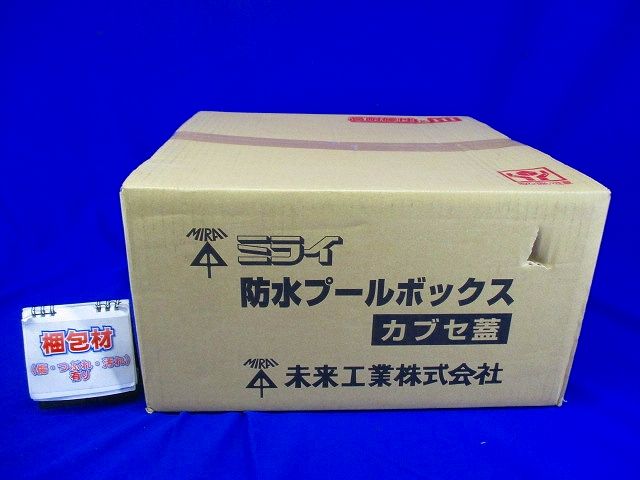 MIRAI
ミライ
防水プールボックス
カブセ蓋
MIRAI
未来工業株式会社
梱包材
(傷・つぶれ・汚れ)
有り